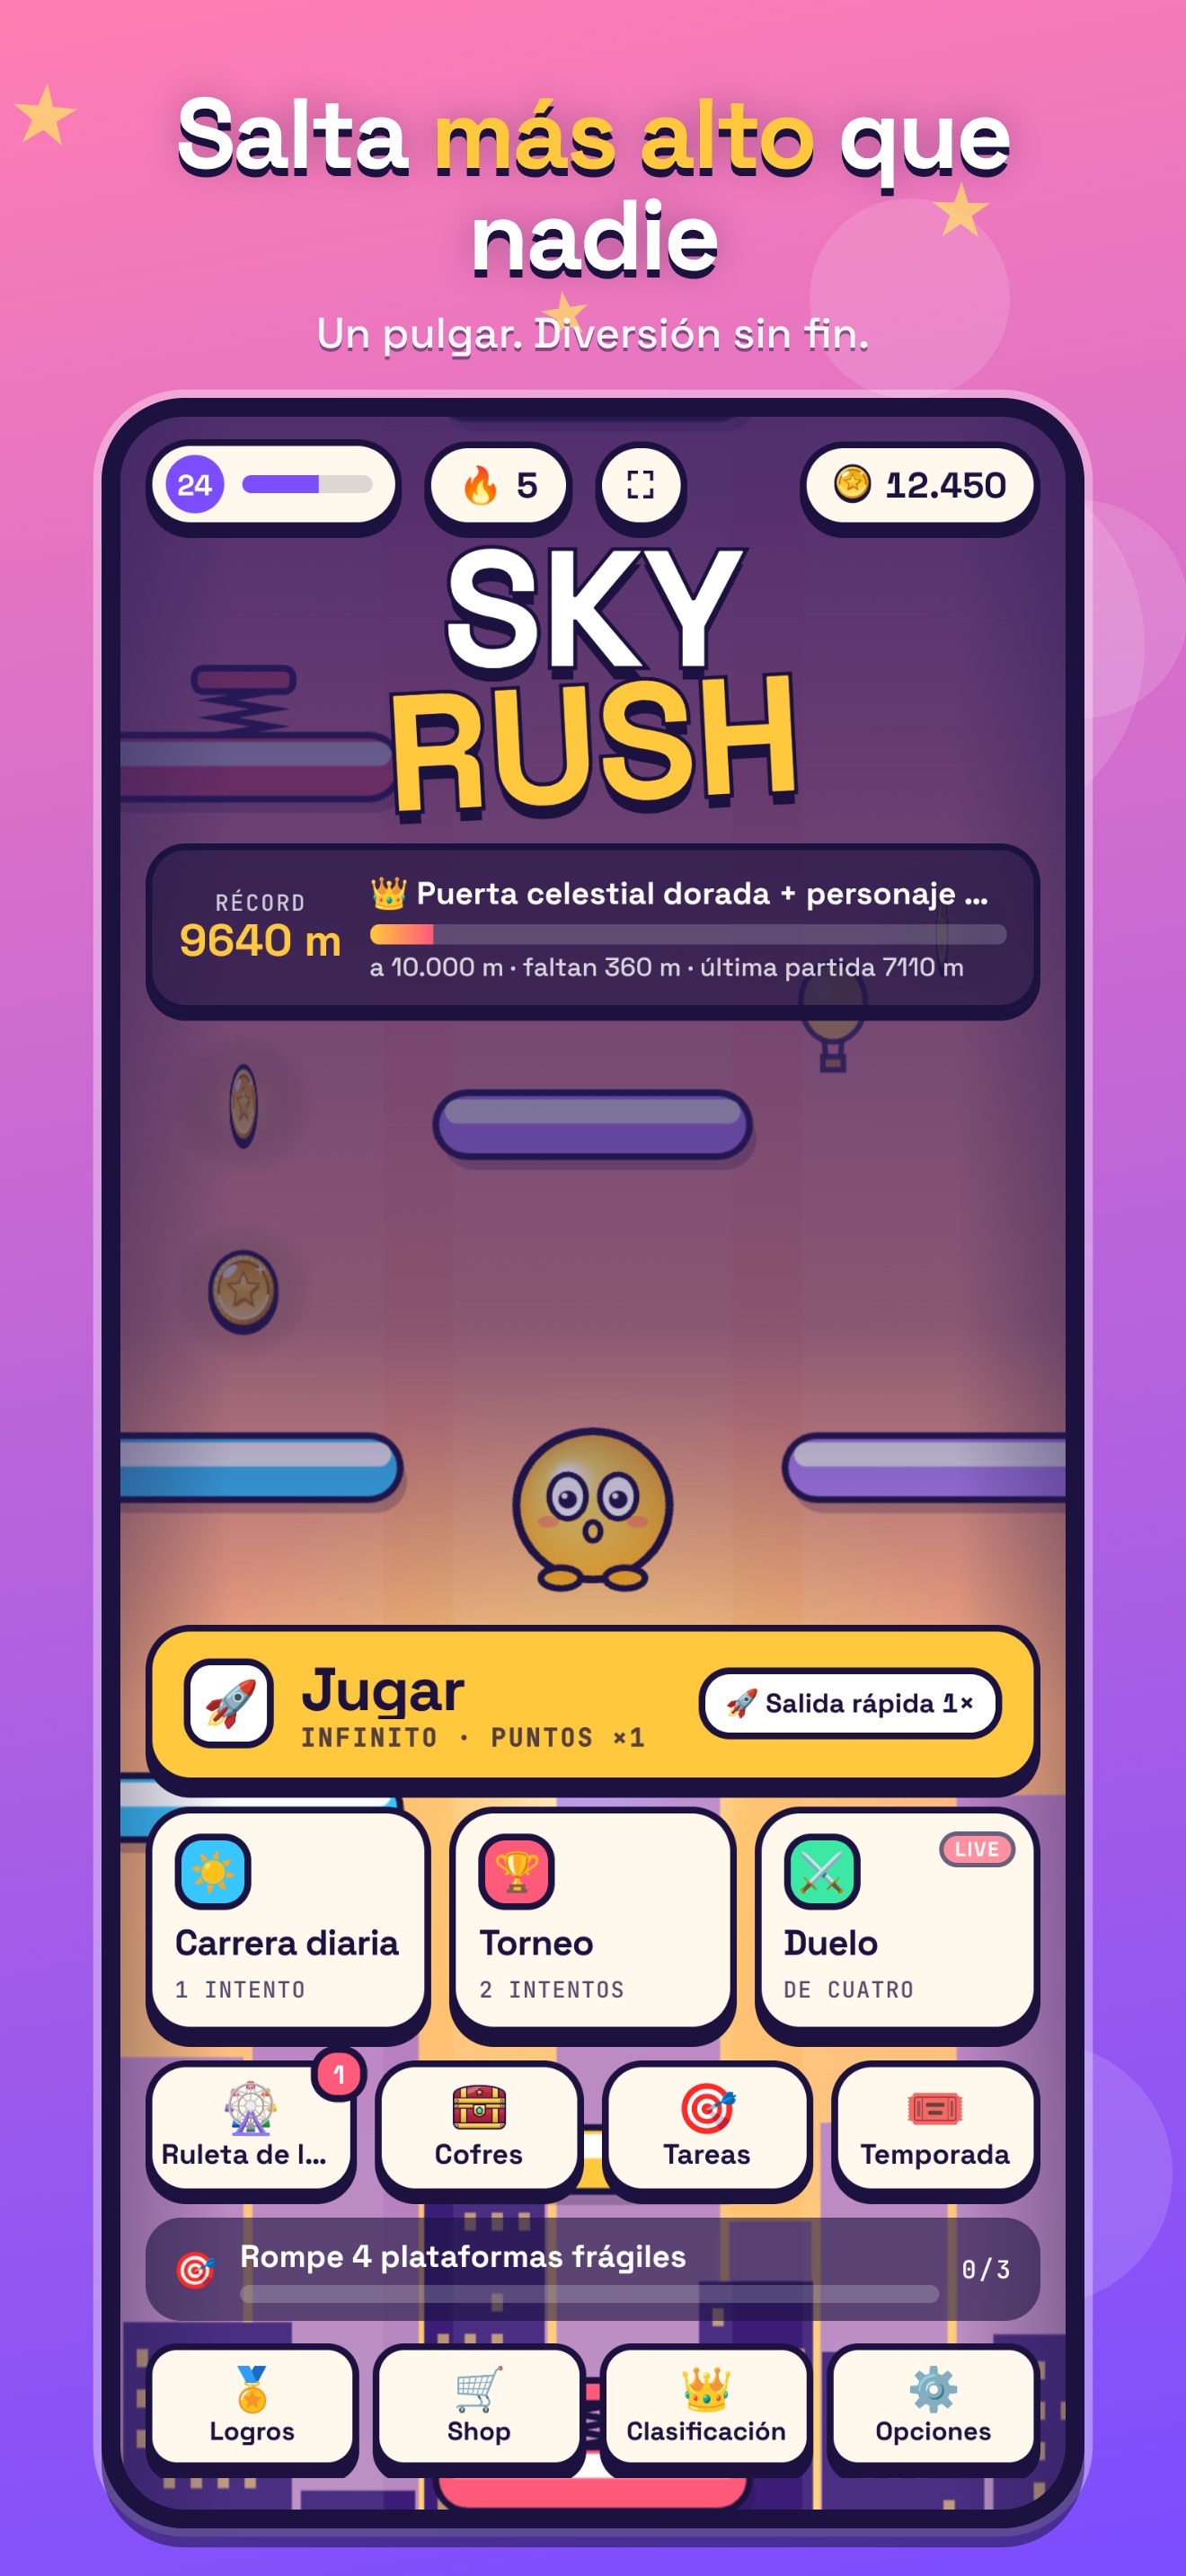 Salta más alto que
nadie
Un pulgar. Diversión sin fin.
24
5
12.450
SKY
RUSH
RÉCORD
9640 m
Puerta celestial dorada + personaje ...
a 10.000 m · faltan 360 m · última partida 7110 m
Jugar
INFINITO · PUNTOS ×1
Salida rápida 1×
LIVE
Carrera diaria
1 INTENTO
Torneo
2 INTENTOS
Duelo
DE CUATRO
1
Ruleta de l...
Cofres
Tareas
Temporada
Rompe 4 plataformas frágiles
0/3
Logros
Shop
Clasificación
Opciones